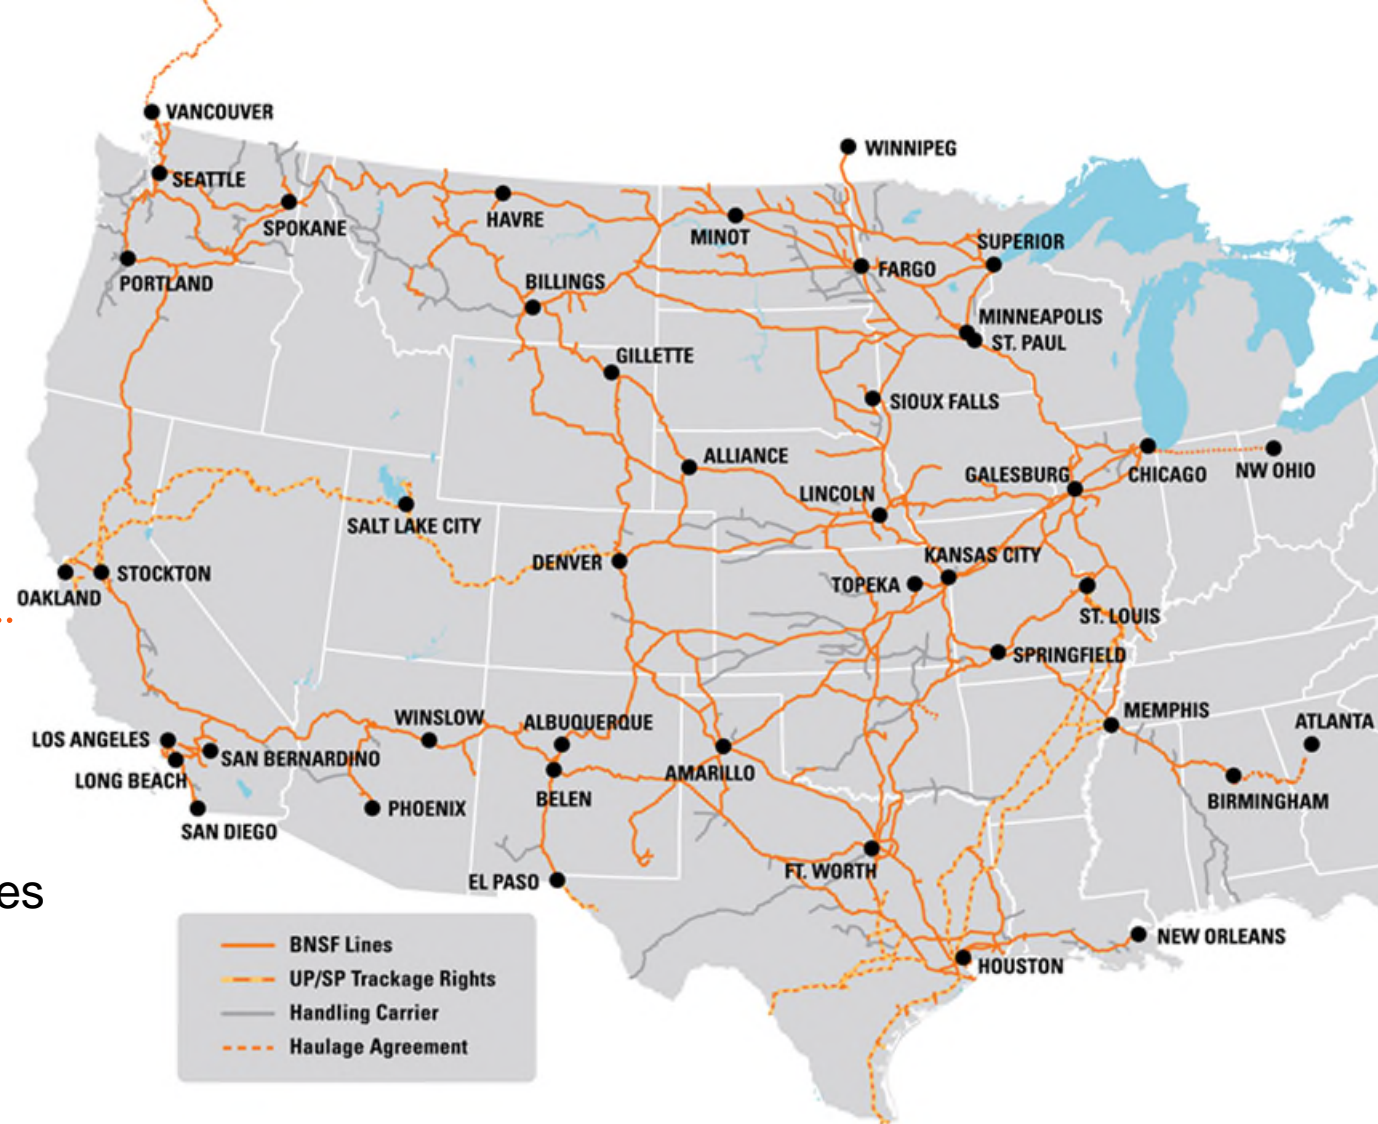 VANCOUVER
WINNIPEG
SEATTLE
SPOKANE
HAVRE
MINOT
SUPERIOR
FARGO
PORTLAND
BILLINGS
MINNEAPOLIS
ST. PAUL
GILLETTE
SIOUX FALLS
ALLIANCE
GALESBURG
CHICAGO
NW OHIO
LINCOLN
SALT LAKE CITY
DENVER
KANSAS CITY
STOCKTON
TOPEKA
OAKLAND
..
ST. LOUIS
SPRINGFIELD
MEMPHIS
WINSLOW
ALBUQUERQUE
ATLANTA
LOS ANGELES
SAN BERNARDINO
LONG BEACH
AMARILLO
BELEN
PHOENIX
BIRMINGHAM
SAN DIEGO
FT. WORTH
EL PASO
es
NEW ORLEANS
HOUSTON
BNSF Lines
UP/SP Trackage Rights
Handling Carrier
Haulage Agreement